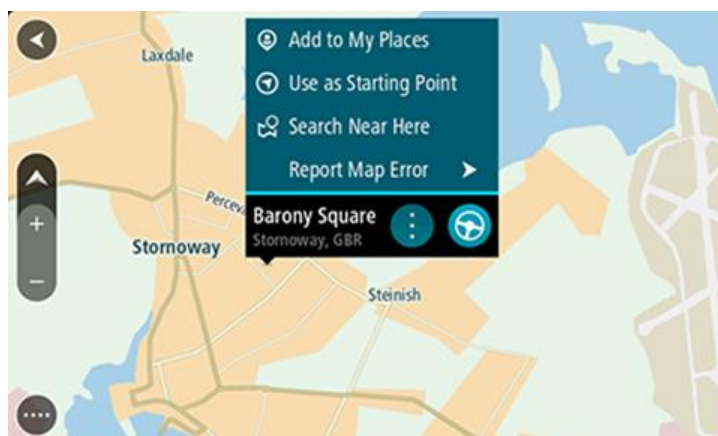 Laxdale
Add to My Places
Use as Starting Point
Search Near Here
Report Map Error
Barony Square
Stornoway, GBR
Stornoway
Steinish